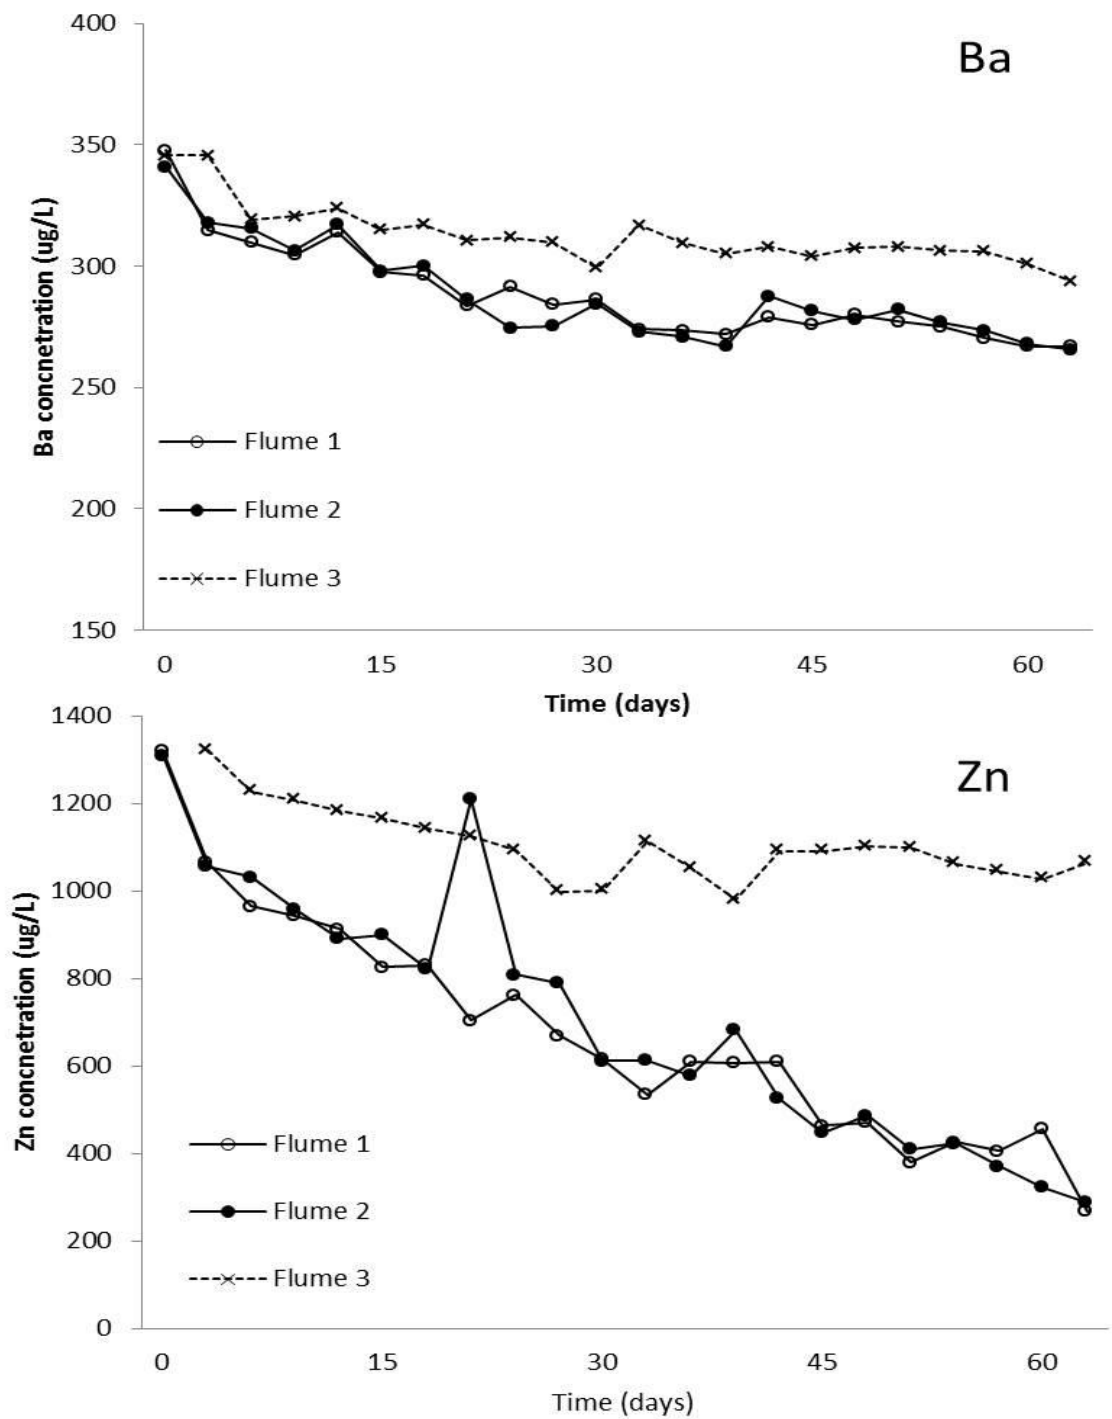 400
Ba
350
300
Ba concnetration (ug/L)
250
Flume 1
200
Flume 2
Flume 3
150
0 15 30 45 60
Time (days)
1400
Zn
1200
1000
Zn concnetration (ug/L)
800
600
400
Flume 1
Flume 2
200
Flume 3
0
0 15 30 45 60
Time (days)